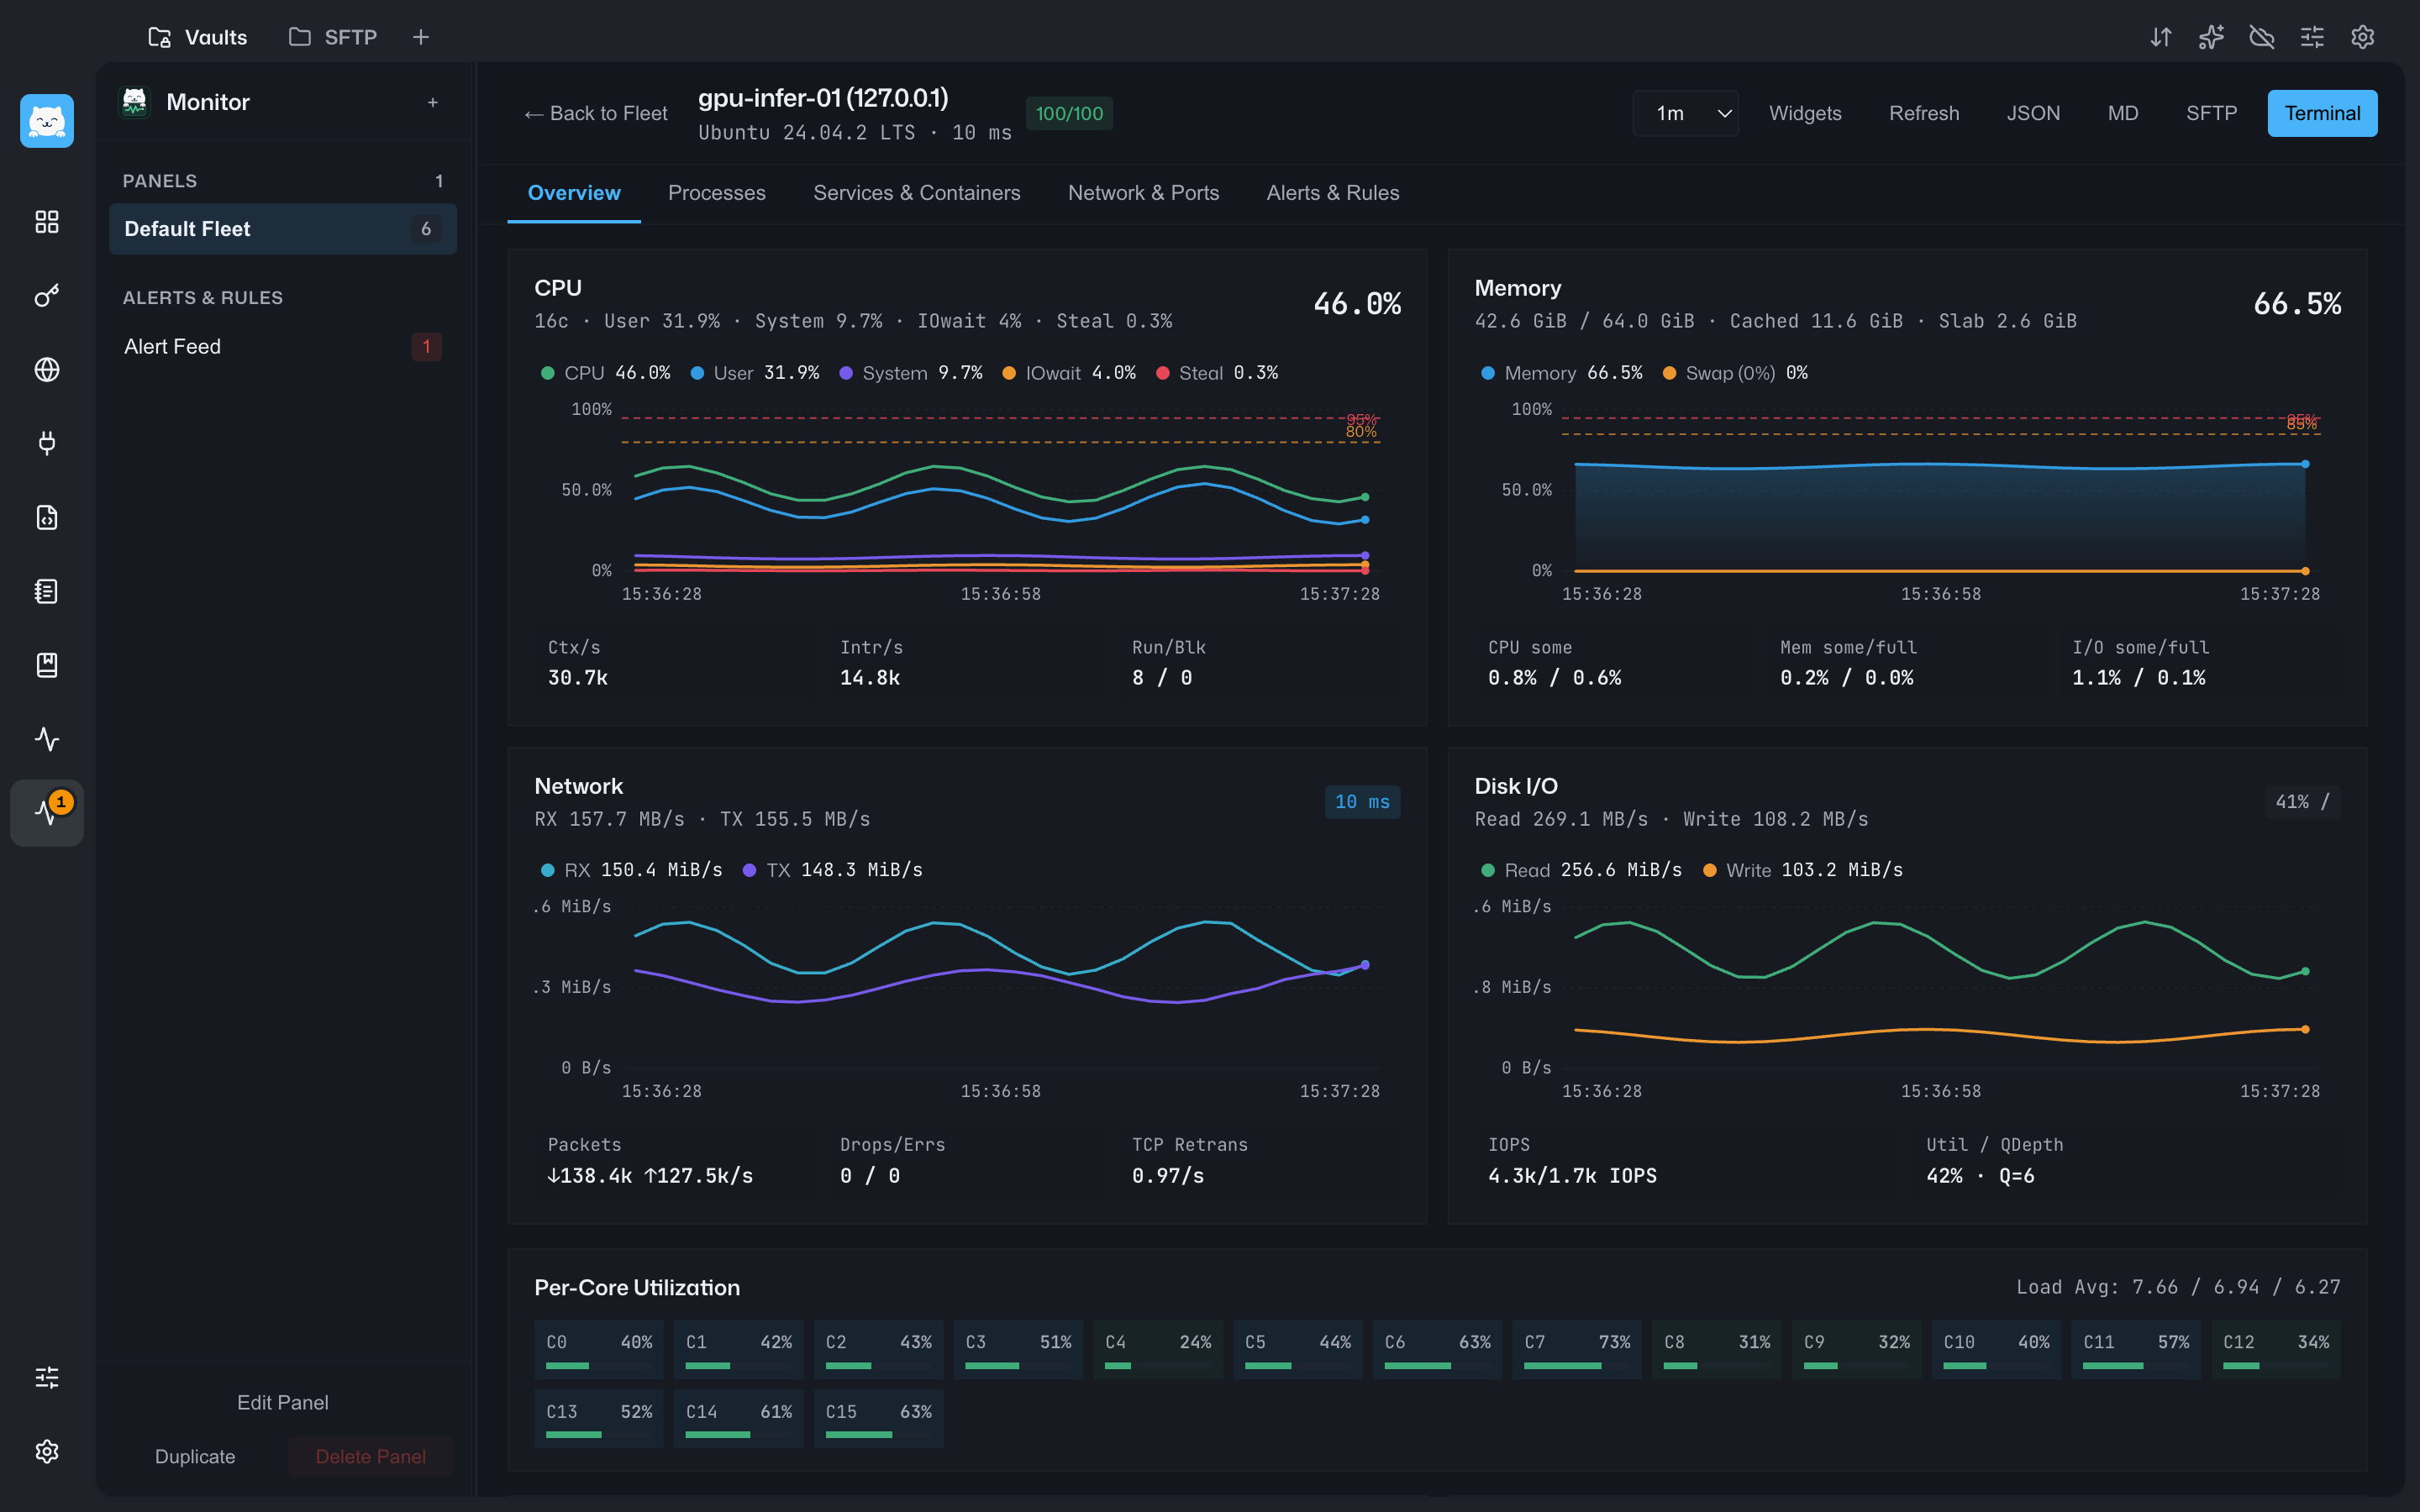 Vaults
SFTP
Monitor
PANELS 1
Default Fleet 6
ALERTS & RULES
Alert Feed 1
1
Edit Panel
Duplicate
Delete Panel
← Back to Fleet
gpu-infer-01 (127.0.0.1)
Ubuntu 24.04.2 LTS · 10 ms
100/100
1m
Widgets
Refresh
JSON
MD
SFTP
Terminal
Overview
Processes
Services & Containers
Network & Ports
Alerts & Rules
CPU
16c · User 31.9% · System 9.7% · IOwait 4% · Steal 0.3%
46.0%
CPU 46.0% User 31.9% System 9.7% IOwait 4.0% Steal 0.3%
100%
95%
80%
50.0%
0%
15:36:28 15:36:58 15:37:28
Ctx/s Intr/s Run/Blk
30.7k 14.8k 8 / 0
Memory
42.6 GiB / 64.0 GiB · Cached 11.6 GiB · Slab 2.6 GiB
66.5%
Memory 66.5% Swap (0%) 0%
100%
95%
85%
50.0%
0%
15:36:28 15:36:58 15:37:28
CPU some Mem some/full I/O some/full
0.8% / 0.6% 0.2% / 0.0% 1.1% / 0.1%
Network
RX 157.7 MB/s · TX 155.5 MB/s
10 ms
RX 150.4 MiB/s TX 148.3 MiB/s
.6 MiB/s
.3 MiB/s
0 B/s
15:36:28 15:36:58 15:37:28
Packets Drops/Errs TCP Retrans
↓138.4k ↑127.5k/s 0 / 0 0.97/s
Disk I/O
Read 269.1 MB/s · Write 108.2 MB/s
41% /
Read 256.6 MiB/s Write 103.2 MiB/s
.6 MiB/s
.8 MiB/s
0 B/s
15:36:28 15:36:58 15:37:28
IOPS Util / QDepth
4.3k/1.7k IOPS 42% · Q=6
Per-Core Utilization
Load Avg: 7.66 / 6.94 / 6.27
C0 40% C1 42% C2 43% C3 51% C4 24% C5 44% C6 63% C7 73% C8 31% C9 32% C10 40% C11 57% C12 34%
C13 52% C14 61% C15 63%